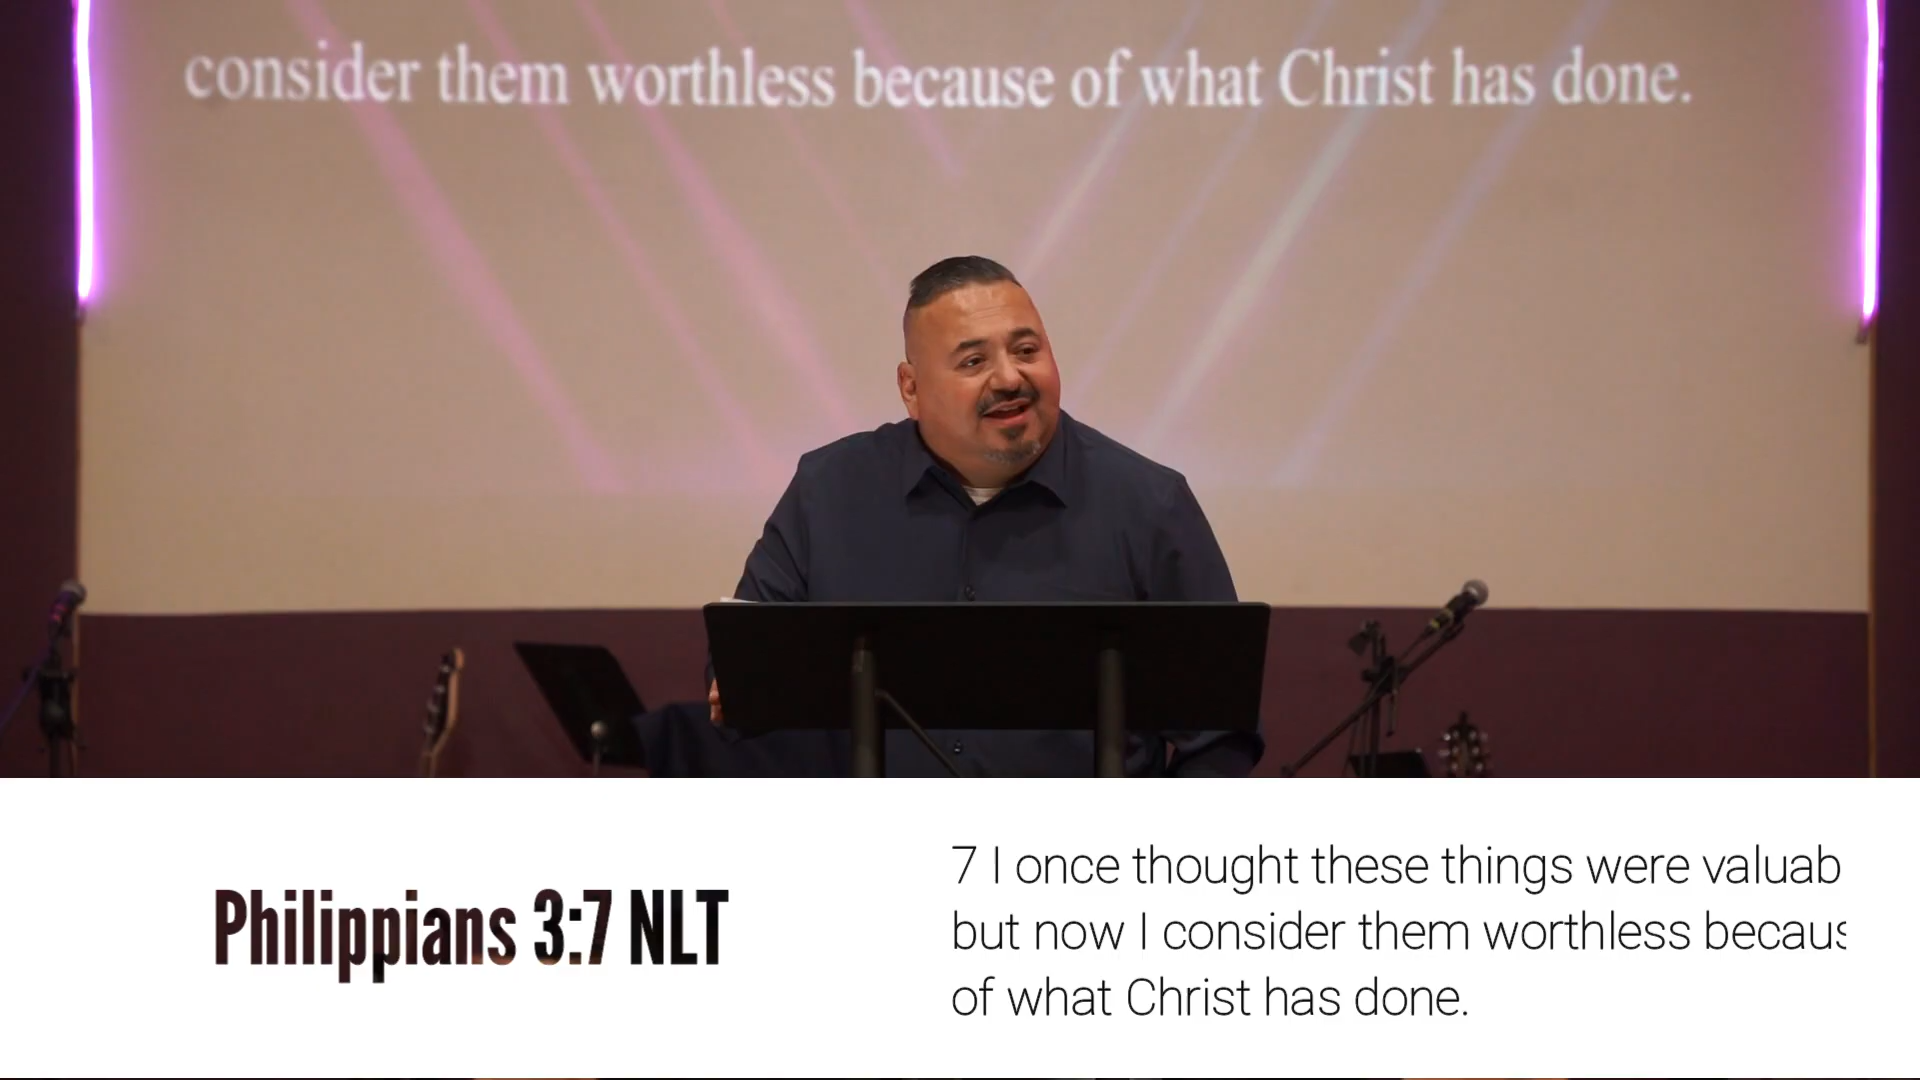 consider them worthless because of what Christ has done.
Philippians 3:7 NLT
7 I once thought these things were valuab
but now I consider them worthless becaus
of what Christ has done.